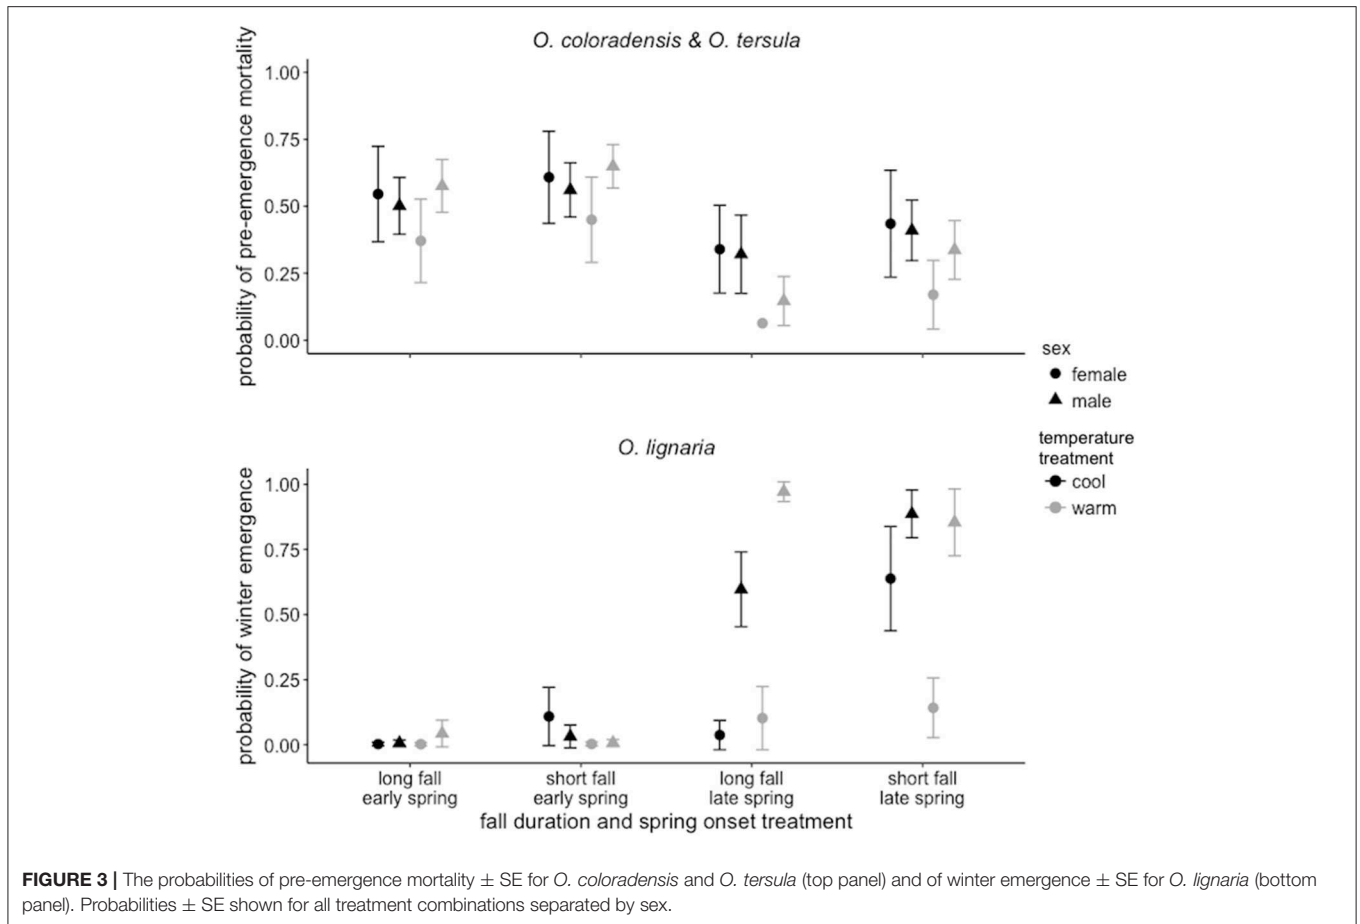 O. coloradensis & O. tersula
probability of pre-emergence mortality
1.00
0.75
0.50
0.25
0.00
sex
female
male
temperature
treatment
cool
warm
O. lignaria
probability of winter emergence
1.00
0.75
0.50
0.25
0.00
long fall
early spring
short fall
early spring
long fall
late spring
short fall
late spring
fall duration and spring onset treatment
FIGURE 3 | The probabilities of pre-emergence mortality ± SE for O. coloradensis and O. tersula (top panel) and of winter emergence ± SE for O. lignaria (bottom
panel). Probabilities ± SE shown for all treatment combinations separated by sex.